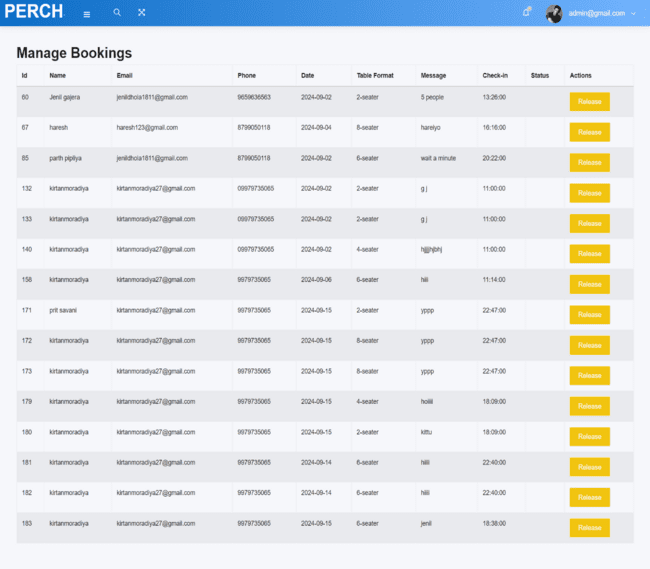 PERCH.
admin@gmail.com
Manage Bookings
Id Name Email Phone Date Table Format Message Check-in Status Actions
60 Jenil gajera jenildhola1811@gmail.com 9659636563 2024-09-02 2-seater 5 people 13:26:00 Release
67 haresh haresh123@gmail.com 8799050118 2024-09-04 8-seater hareiyo 16:16:00 Release
85 parth pipliya jenildhola1811@gmail.com 8799050118 2024-09-02 6-seater wait a minute 20:22:00 Release
132 kirtanmoradiya kirtanmoradiya27@gmail.com 09979735065 2024-09-02 2-seater g j 11:00:00 Release
133 kirtanmoradiya kirtanmoradiya27@gmail.com 09979735065 2024-09-02 2-seater g j 11:00:00 Release
140 kirtanmoradiya kirtanmoradiya27@gmail.com 09979735065 2024-09-02 4-seater 11:00:00 Release
158 kirtanmoradiya kirtanmoradiya27@gmail.com 9979735065 2024-09-06 6-seater hiii 11:14:00 Release
171 prit savani kirtanmoradiya27@gmail.com 9979735065 2024-09-15 2-seater yppp 22:47:00 Release
172 kirtanmoradiya kirtanmoradiya27@gmail.com 9979735065 2024-09-15 8-seater yppp 22:47:00 Release
173 kirtanmoradiya kirtanmoradiya27@gmail.com 9979735065 2024-09-15 8-seater yppp 22:47:00 Release
179 kirtanmoradiya kirtanmoradiya27@gmail.com 9979735065 2024-09-15 4-seater 18:09:00 Release
180 kirtanmoradiya kirtanmoradiya27@gmail.com 9979735065 2024-09-15 2-seater kittu 18:09:00 Release
181 kirtanmoradiya kirtanmoradiya27@gmail.com 9979735065 2024-09-14 6-seater hiiii 22:40:00 Release
182 kirtanmoradiya kirtanmoradiya27@gmail.com 9979735065 2024-09-14 6-seater hiiii 22:40:00 Release
183 kirtanmoradiya kirtanmoradiya27@gmail.com 9979735065 2024-09-15 6-seater jenil 18:38:00 Release